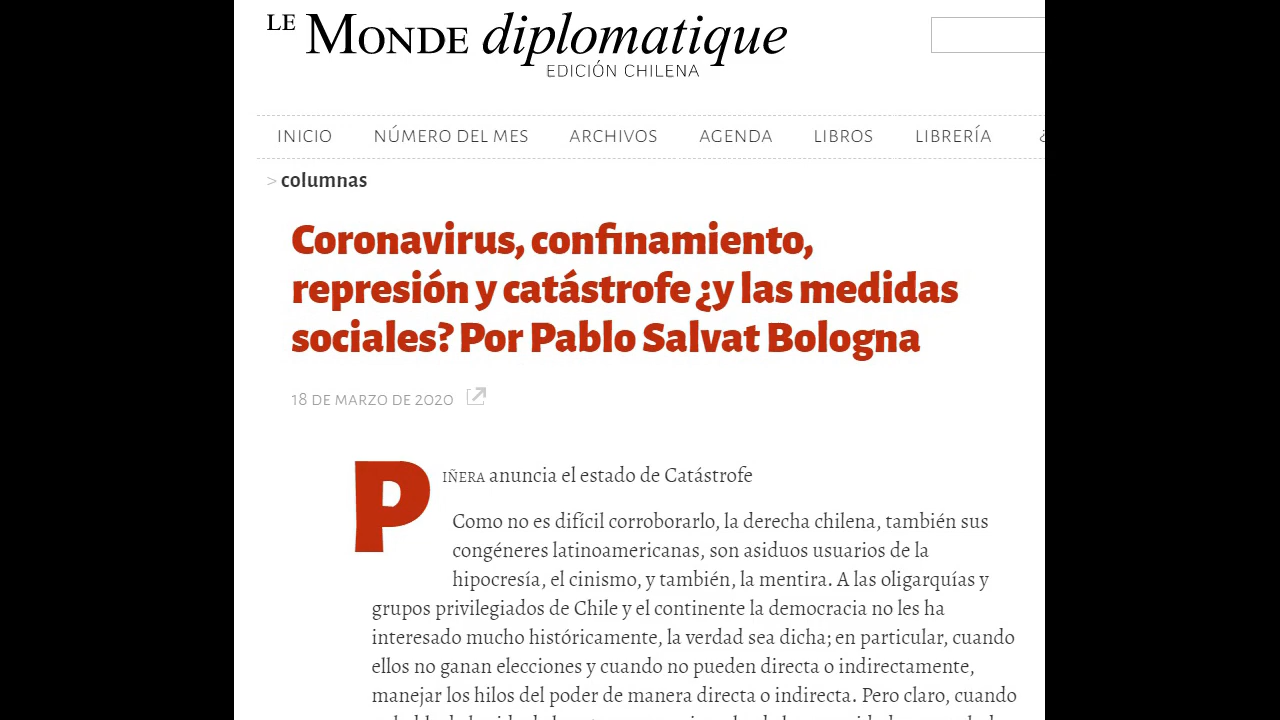 LE MONDE diplomatique
EDICIÓN CHILENA
INICIO NÚMERO DEL MES ARCHIVOS AGENDA LIBROS LIBRERÍA ¿
> columnas
Coronavirus, confinamiento,
represión y catástrofe ¿y las medidas
sociales? Por Pablo Salvat Bologna
18 DE MARZO DE 2020
PIÑERA anuncia el estado de Catástrofe
Como no es difícil corroborarlo, la derecha chilena, también sus
congéneres latinoamericanas, son asiduos usuarios de la
hipocresía, el cinismo, y también, la mentira. A las oligarquías y
grupos privilegiados de Chile y el continente la democracia no les ha
interesado mucho históricamente, la verdad sea dicha; en particular, cuando
ellos no ganan elecciones y cuando no pueden directa o indirectamente,
manejar los hilos del poder de manera directa o indirecta. Pero claro, cuando